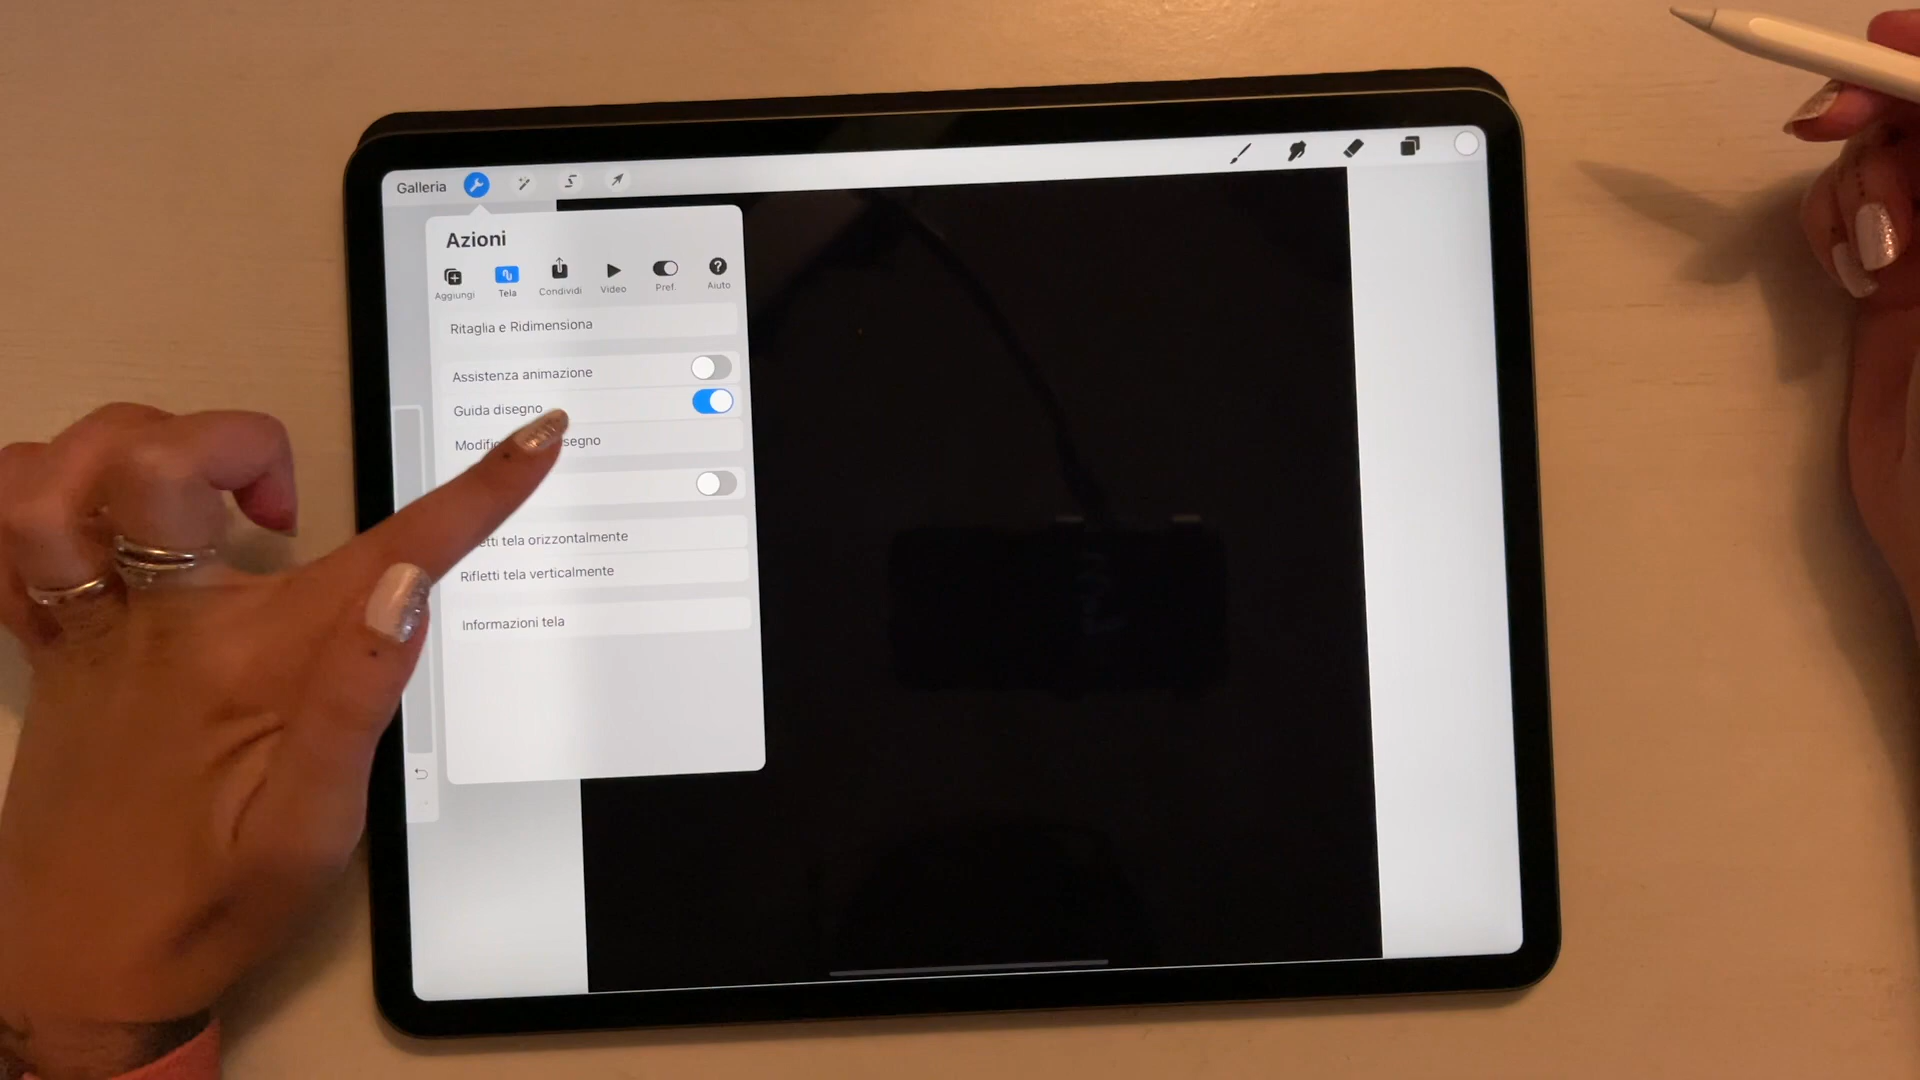 Galleria
Azioni
Aggiungi Tela Condividi Video Pref. Aiuto
Ritaglia e Ridimensiona
Assistenza animazione
Guida disegno
Rifletti tela verticalmente
tela orizzontalmente
Informazioni tela